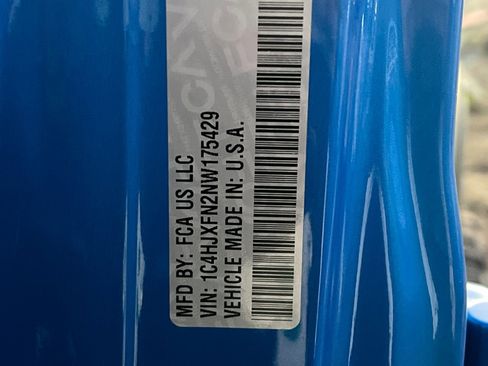 MFD BY: FCA US LLC
VIN: 1C4HJXFN2NW175429
VEHICLE MADE IN: U.S.A.